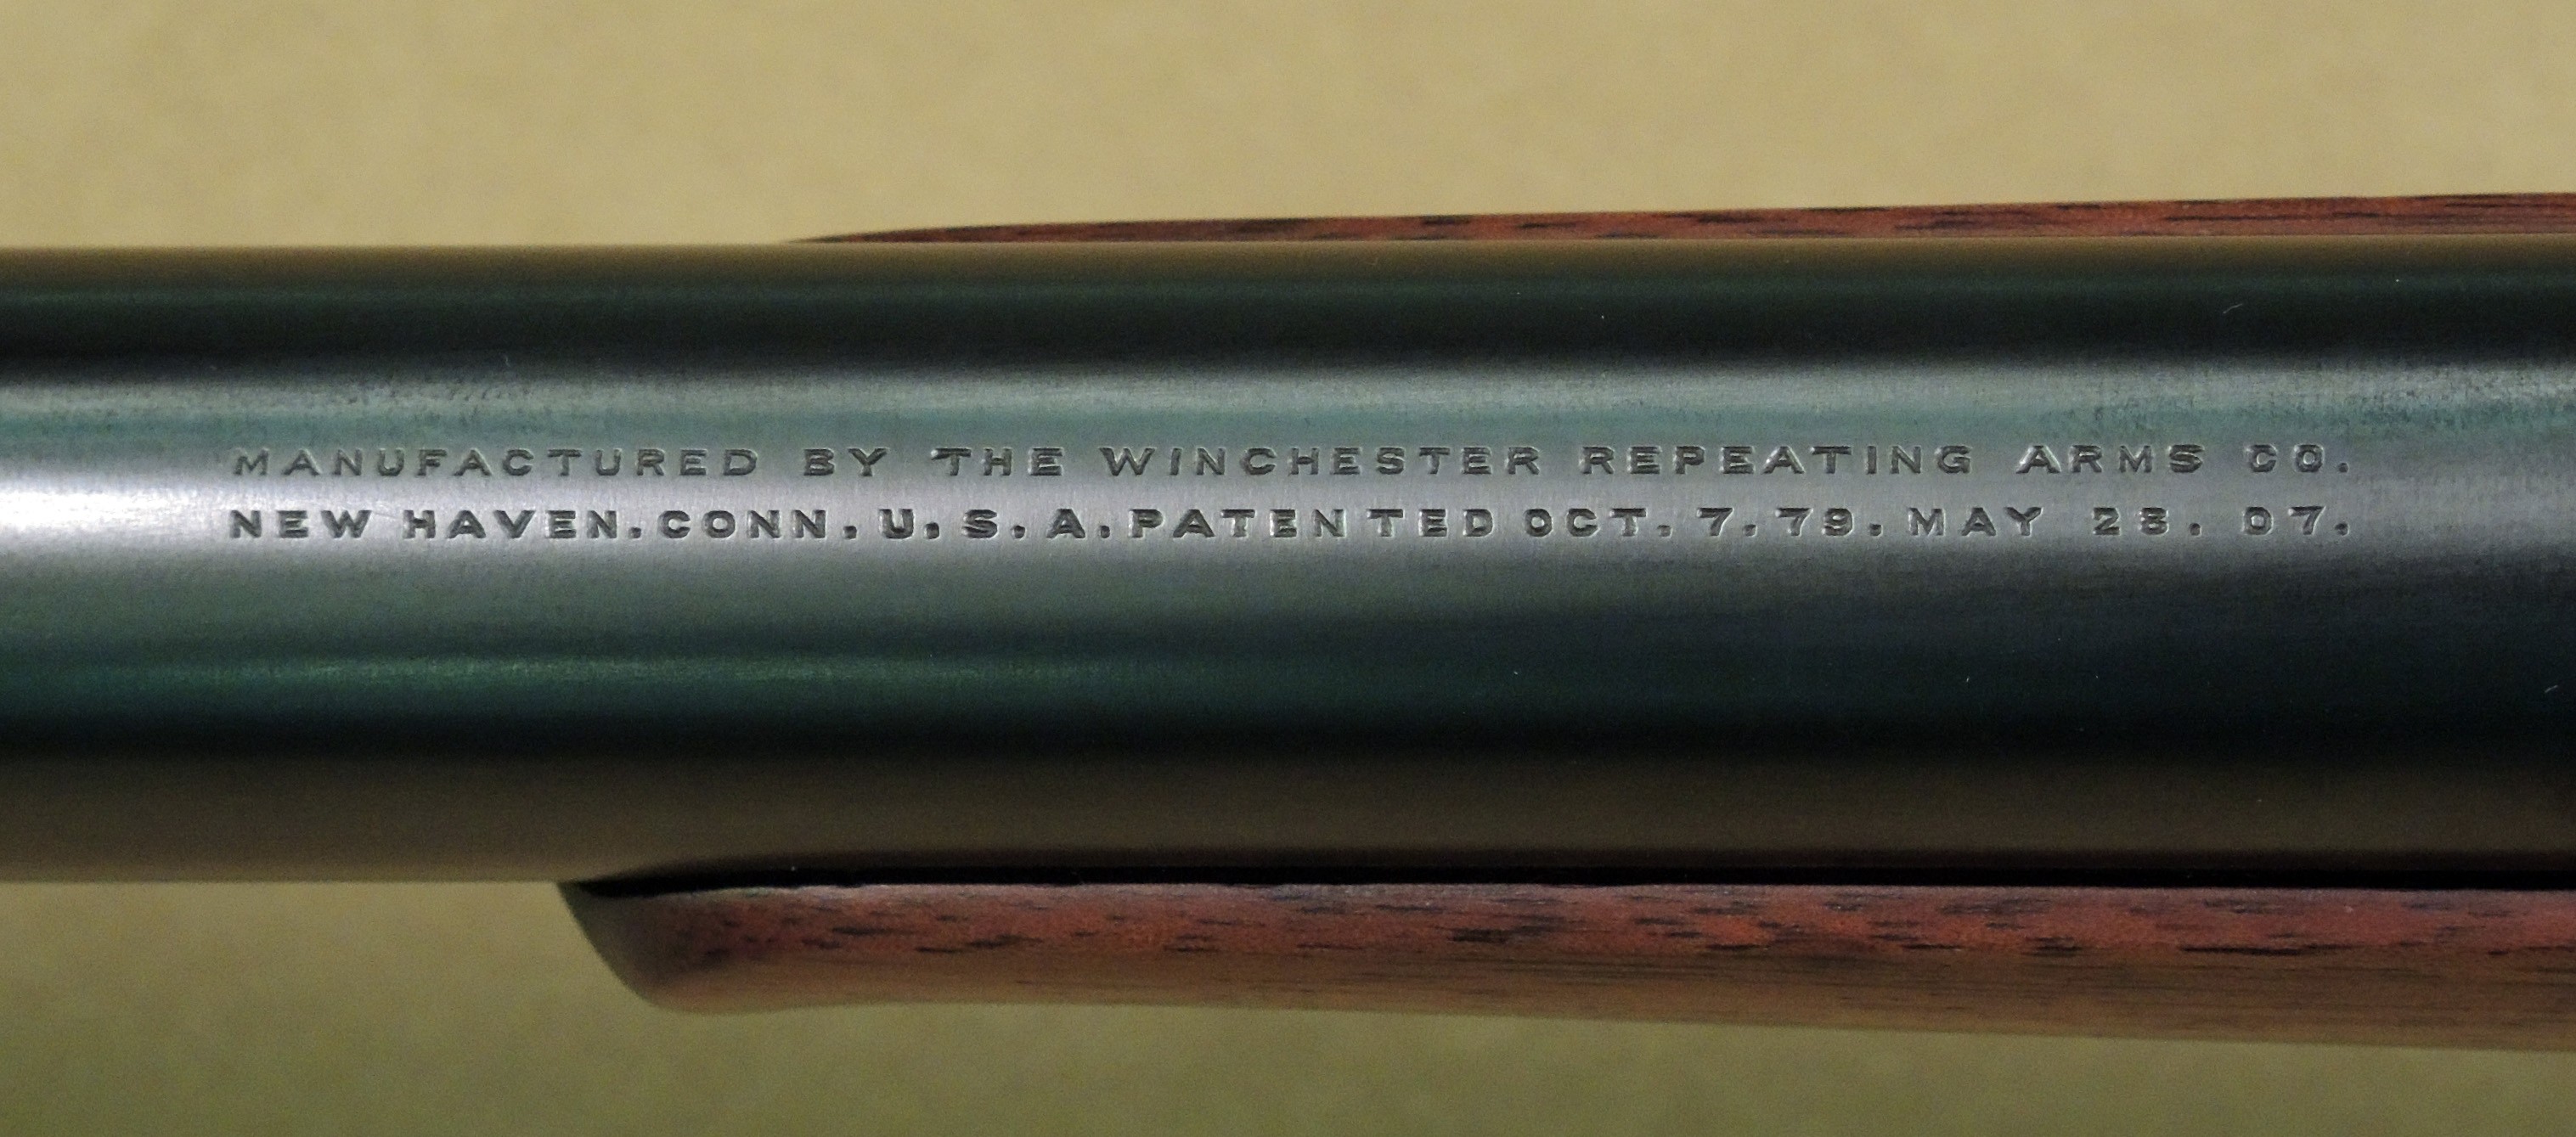 MANUFACTURED BY THE WINCHESTER REPEATING ARMS CO.
NEW HAVEN. CONN. U. S. A. PATENTED OCT. 7. 79. MAY 28. 07.